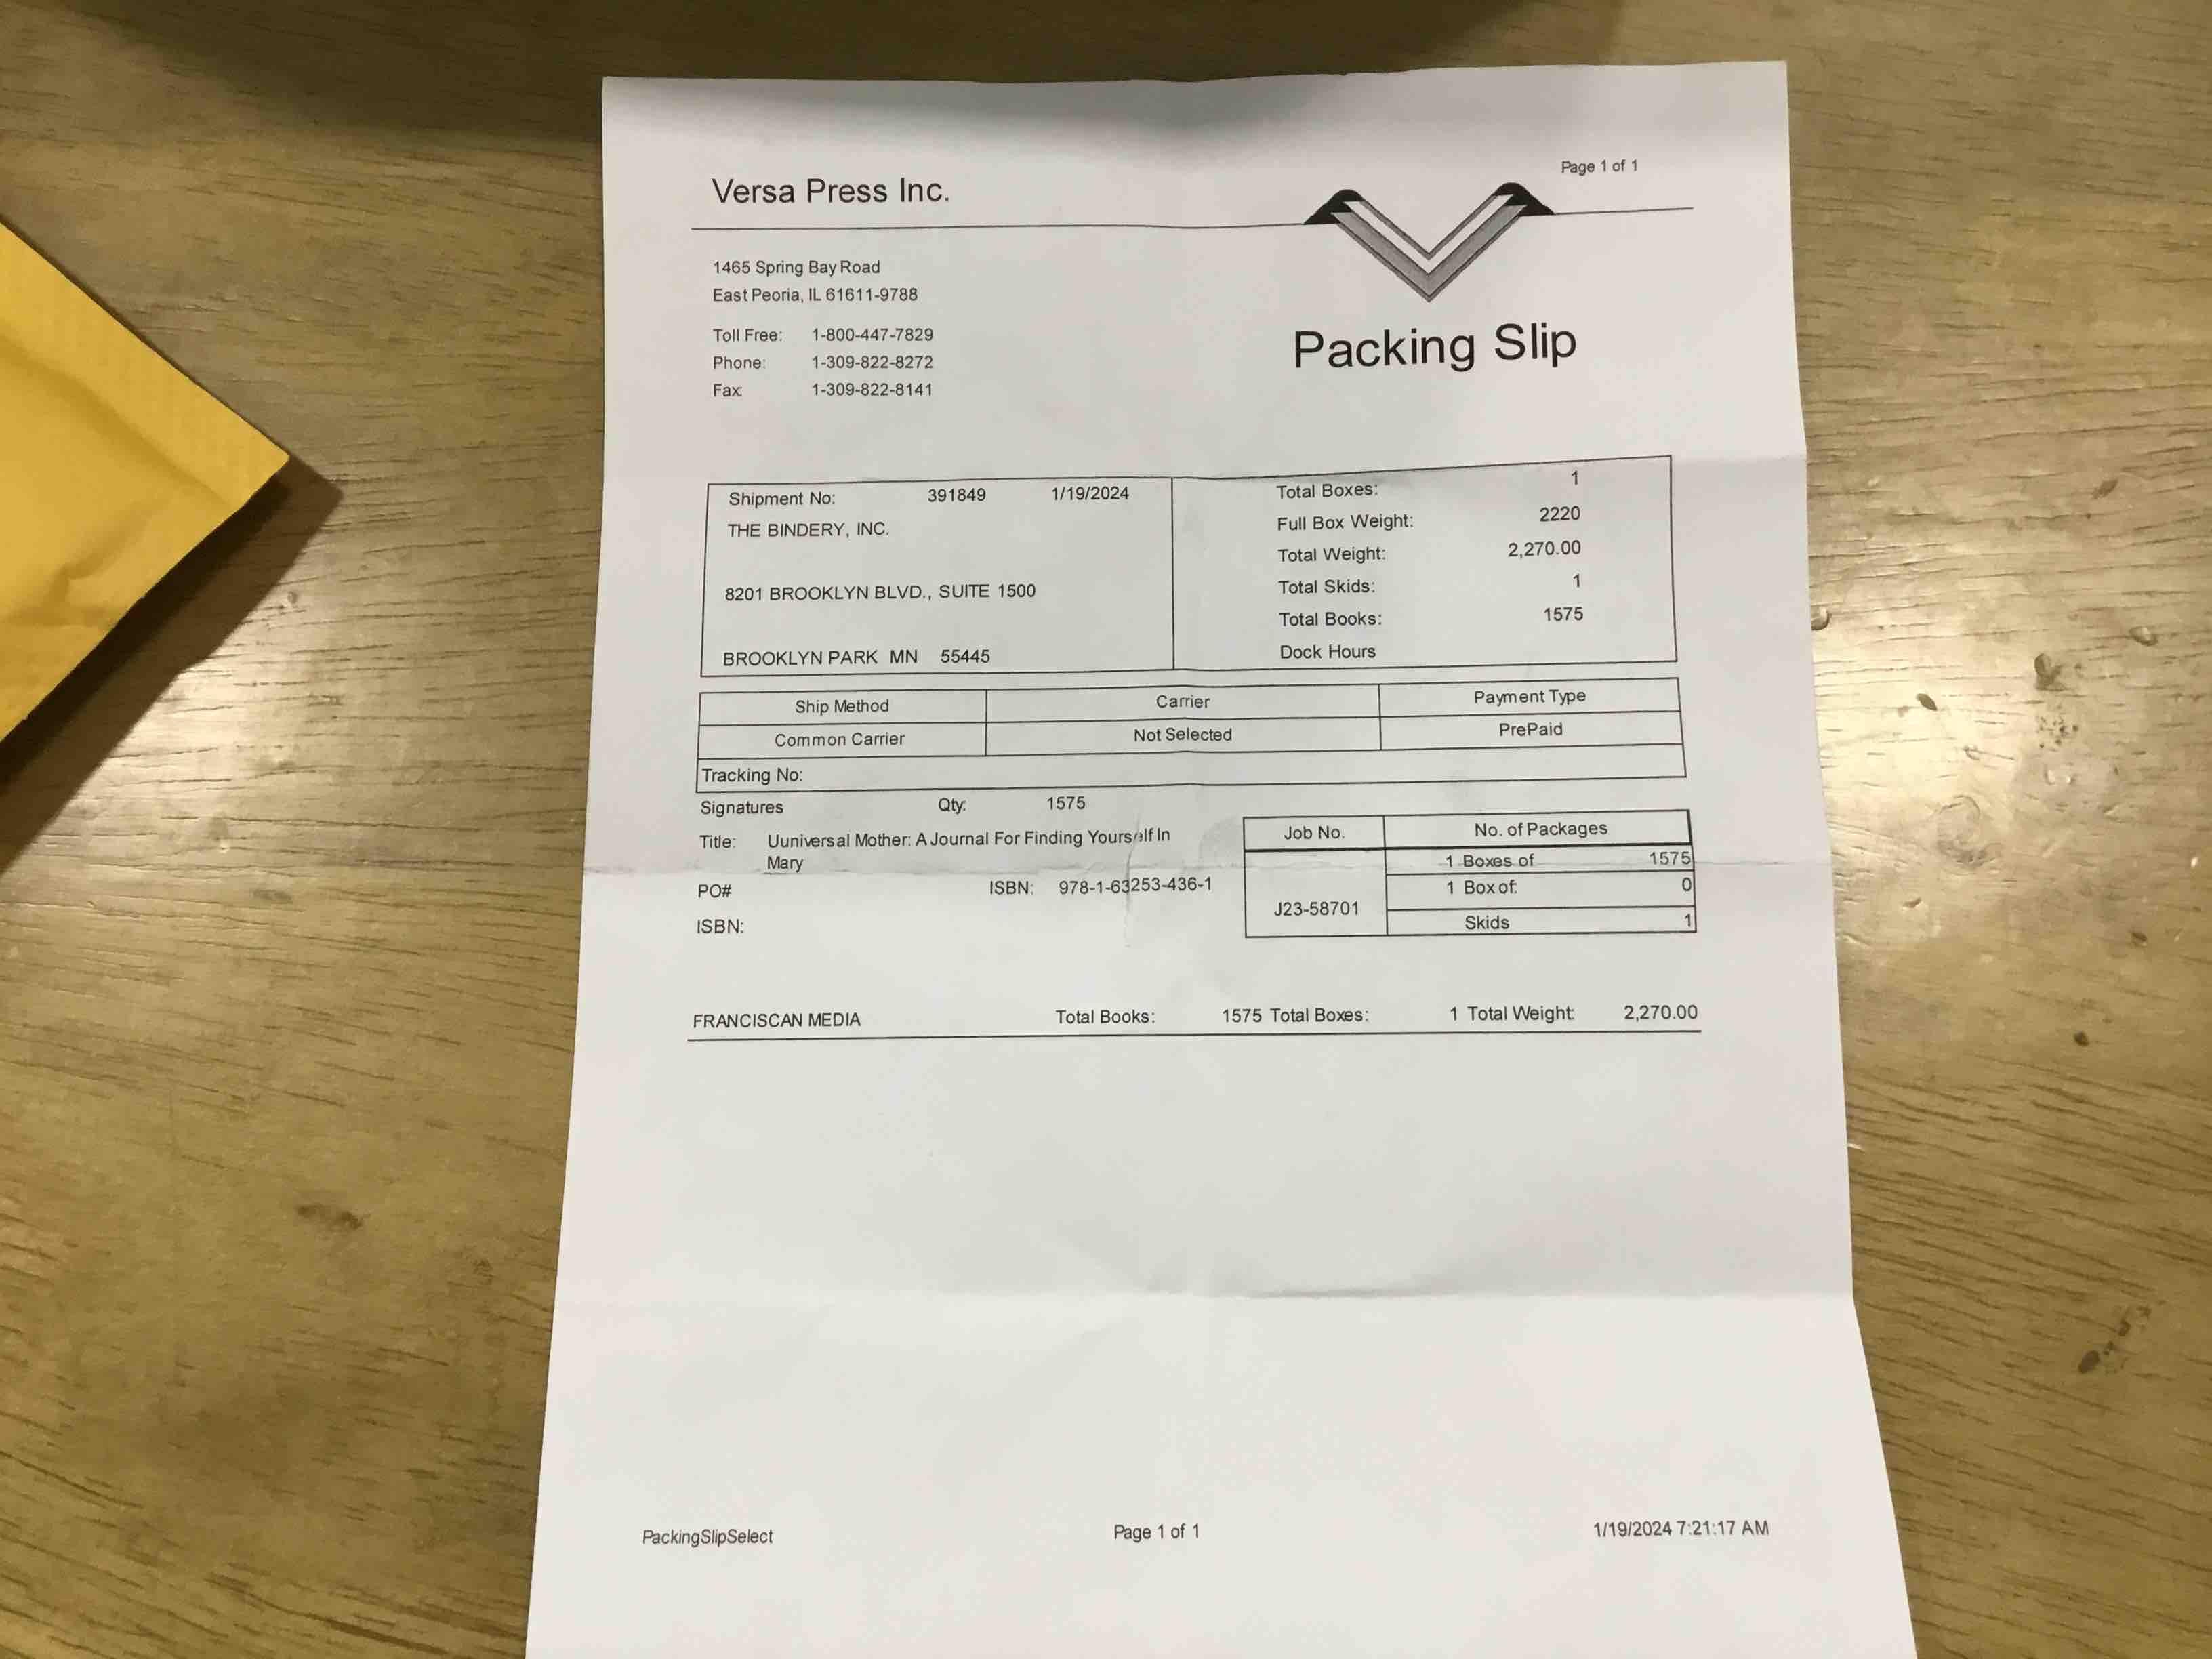 Page 1 of 1
Versa Press Inc.
1465 Spring Bay Road
East Peoria, IL 61611-9788
Toll Free: 1-800-447-7829
Phone: 1-309-822-8272
Fax: 1-309-822-8141
Packing Slip
Shipment No: 391849 1/19/2024
THE BINDERY, INC.
8201 BROOKLYN BLVD., SUITE 1500
BROOKLYN PARK MN 55445
Total Boxes: 1
Full Box Weight: 2220
Total Weight: 2,270.00
Total Skids: 1
Total Books: 1575
Dock Hours
Ship Method Carrier Payment Type
Common Carrier Not Selected PrePaid
Tracking No:
Signatures Qty: 1575
Title: Uuniversal Mother: A Journal For Finding Yourself In
Mary
PO# ISBN: 978-1-63253-436-1
ISBN:
Job No. No. of Packages
1 Boxes of 1575
1 Box of: 0
J23-58701
Skids 1
FRANCISCAN MEDIA Total Books: 1575 Total Boxes: 1 Total Weight: 2,270.00
PackingSlipSelect Page 1 of 1 1/19/2024 7:21:17 AM